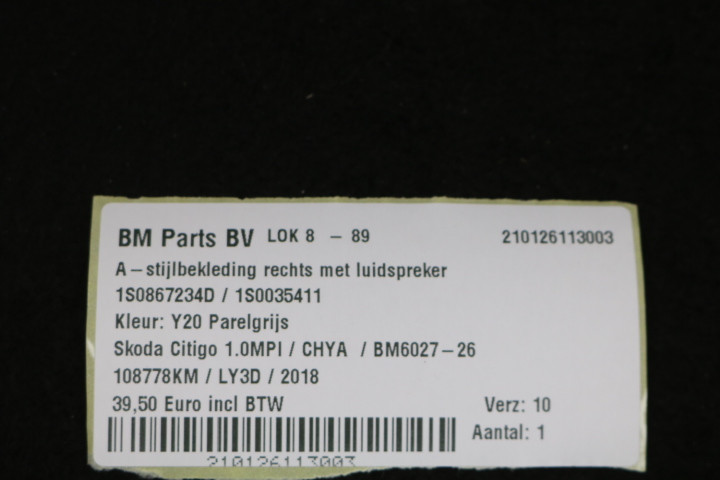 BM Parts BV LOK 8 - 89 210126113003
A-stijlbekleding rechts met luidspreker
1S0867234D / 1S0035411
Kleur: Y20 Parelgrijs
Skoda Citigo 1.0MPI / CHYA / BM6027-26
108778KM / LY3D / 2018
39,50 Euro incl BTW Verz: 10
Aantal: 1
210126113003